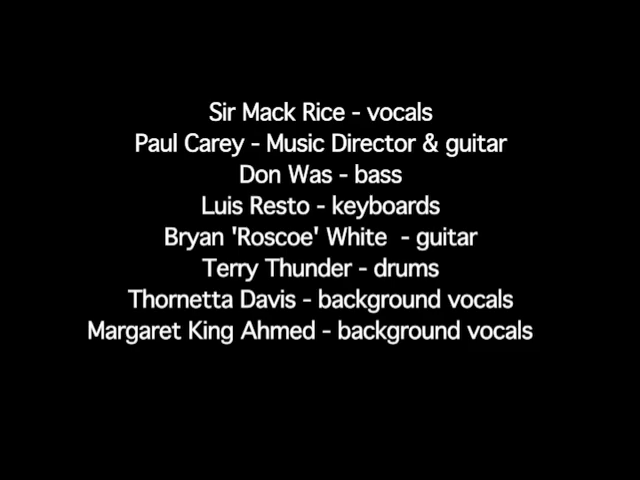 Sir Mack Rice - vocals
Paul Carey - Music Director & guitar
Don Was - bass
Luis Resto - keyboards
Bryan 'Roscoe' White  - guitar
Terry Thunder - drums
Thornetta Davis - background vocals
Margaret King Ahmed - background vocals